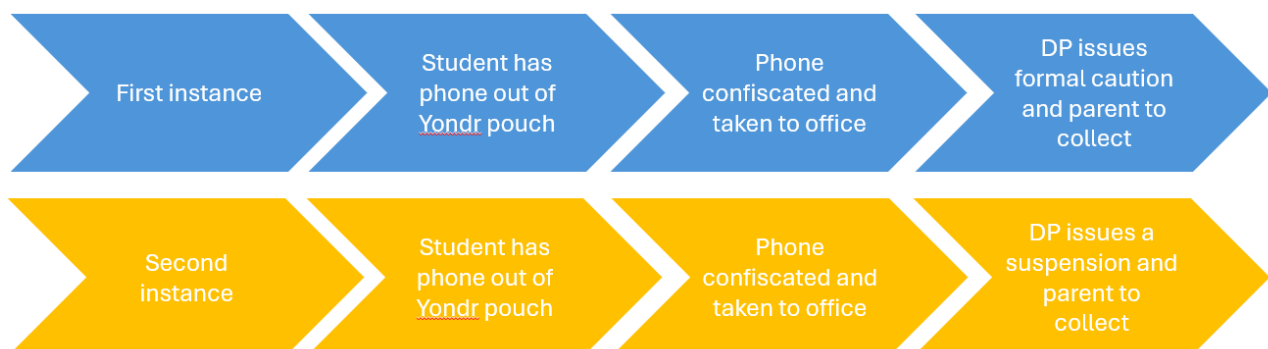 First instance
Student has
phone out of
Yondr pouch
Phone
confiscated and
taken to office
DP issues
formal caution
and parent to
collect
Second
instance
Student has
phone out of
Yondr pouch
Phone
confiscated and
taken to office
DP issues a
suspension and
parent to
collect